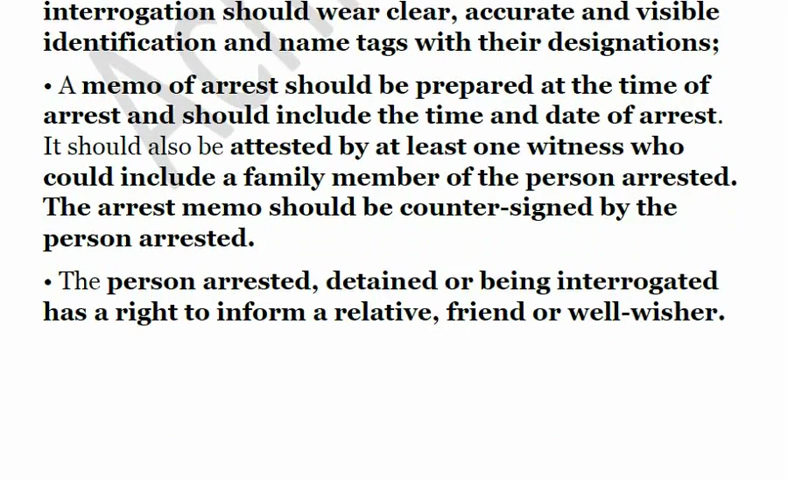 interrogation should wear clear, accurate and visible
identification and name tags with their designations;
• A memo of arrest should be prepared at the time of
arrest and should include the time and date of arrest.
It should also be attested by at least one witness who
could include a family member of the person arrested.
The arrest memo should be counter-signed by the
person arrested.
• The person arrested, detained or being interrogated
has a right to inform a relative, friend or well-wisher.